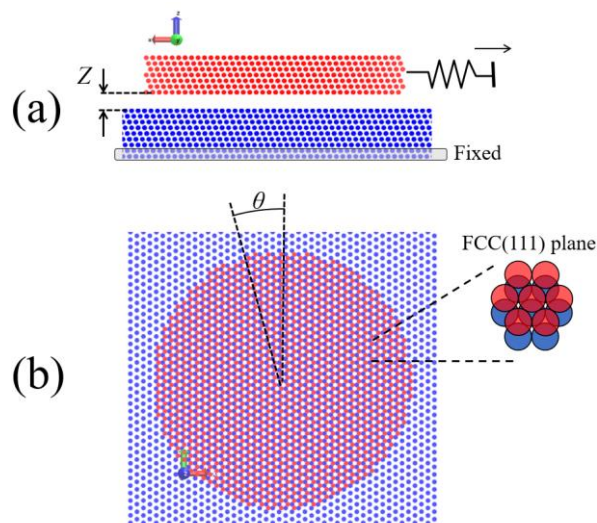 Z
(a)
Fixed
θ
FCC(111) plane
(b)